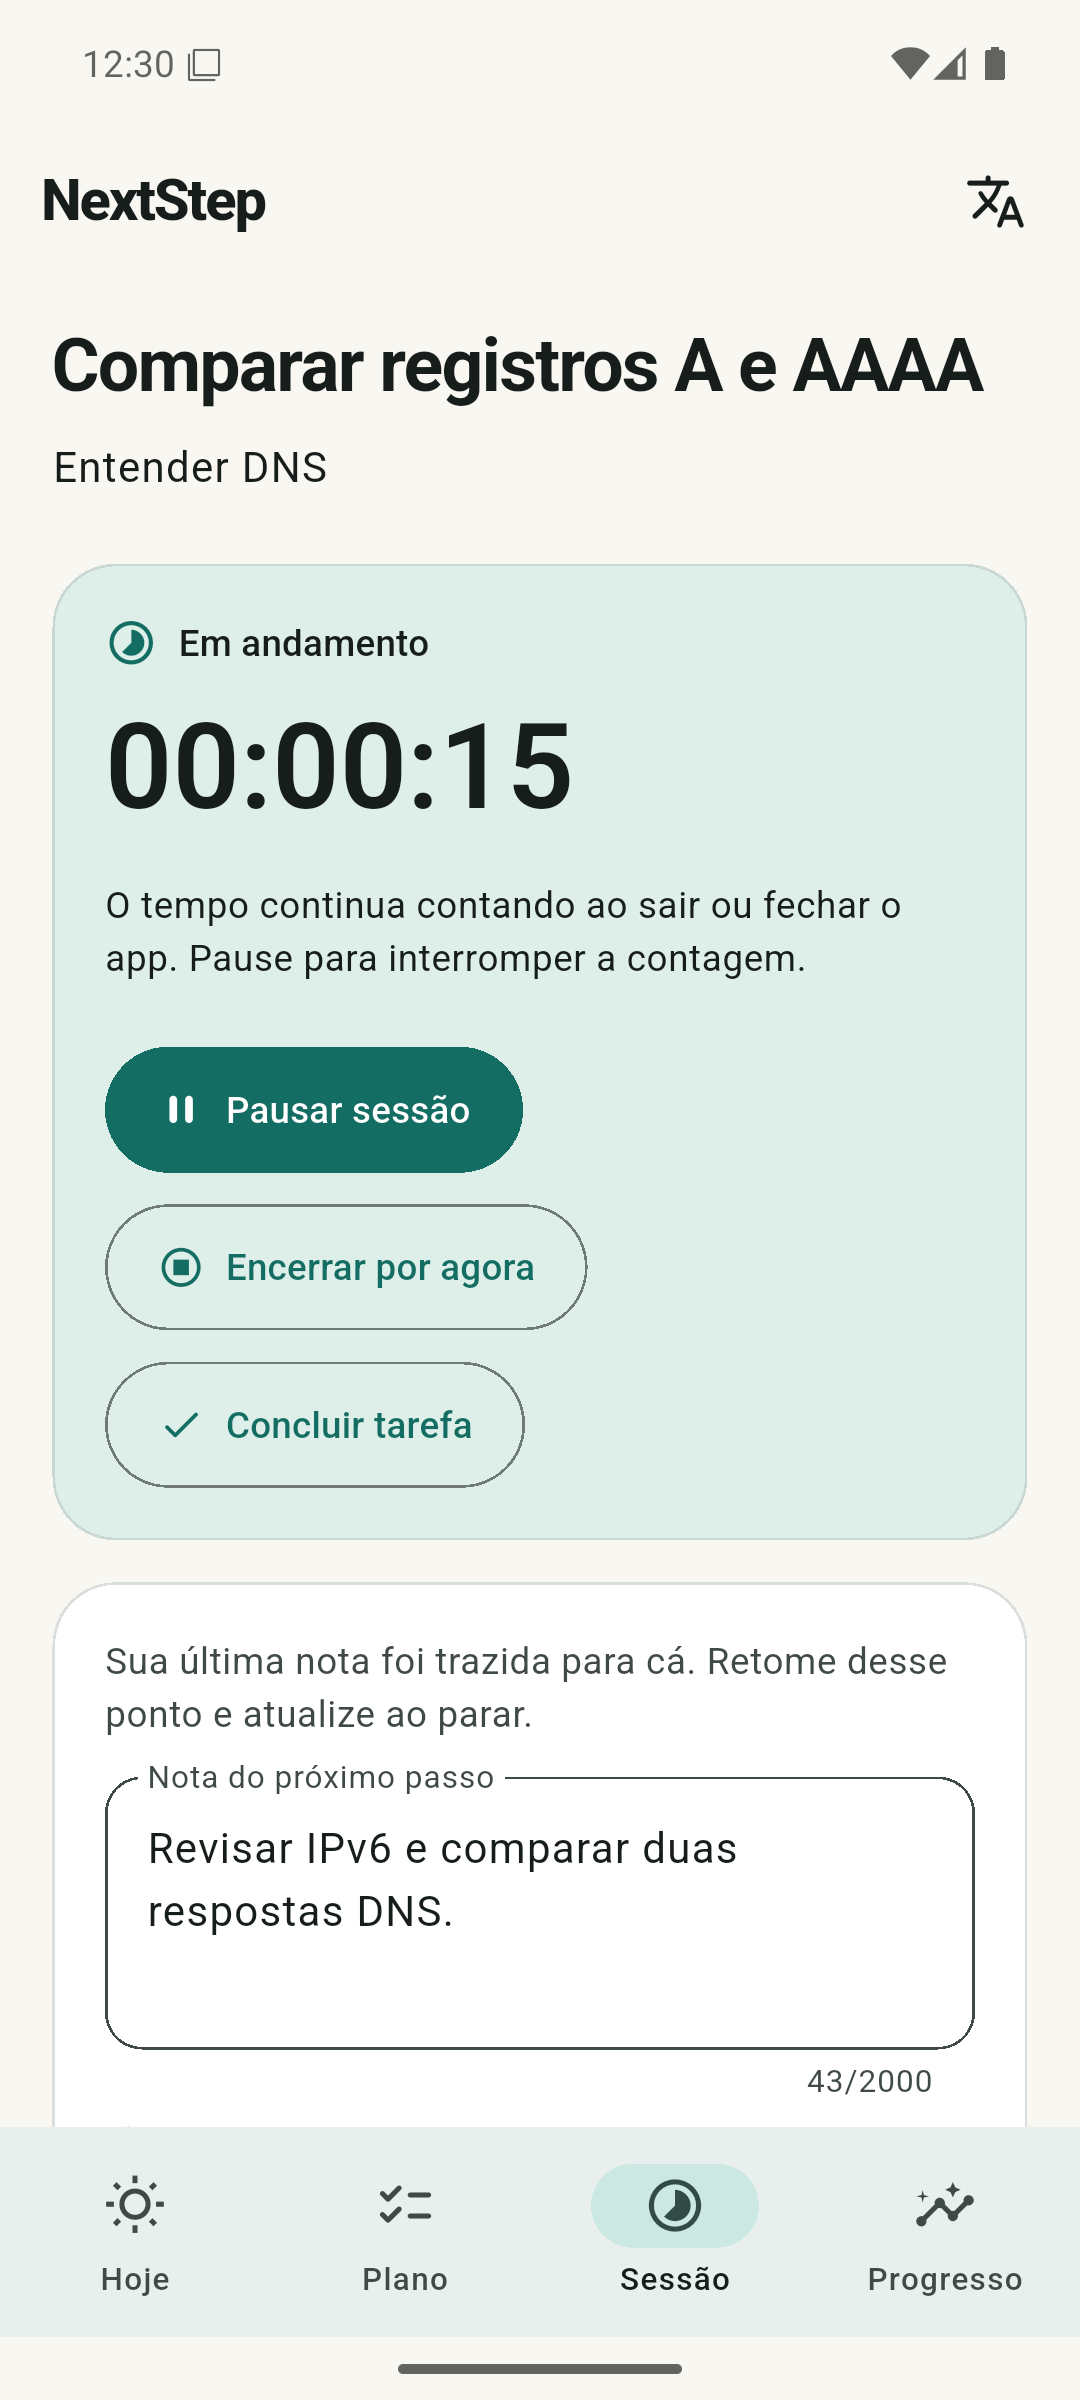 12:30
NextStep
Comparar registros A e AAAA
Entender DNS
Em andamento
00:00:15
O tempo continua contando ao sair ou fechar o
app. Pause para interromper a contagem.
Pausar sessão
Encerrar por agora
Concluir tarefa
Sua última nota foi trazida para cá. Retome desse
ponto e atualize ao parar.
Nota do próximo passo
Revisar IPv6 e comparar duas
respostas DNS.
43/2000
Hoje
Plano
Sessão
Progresso